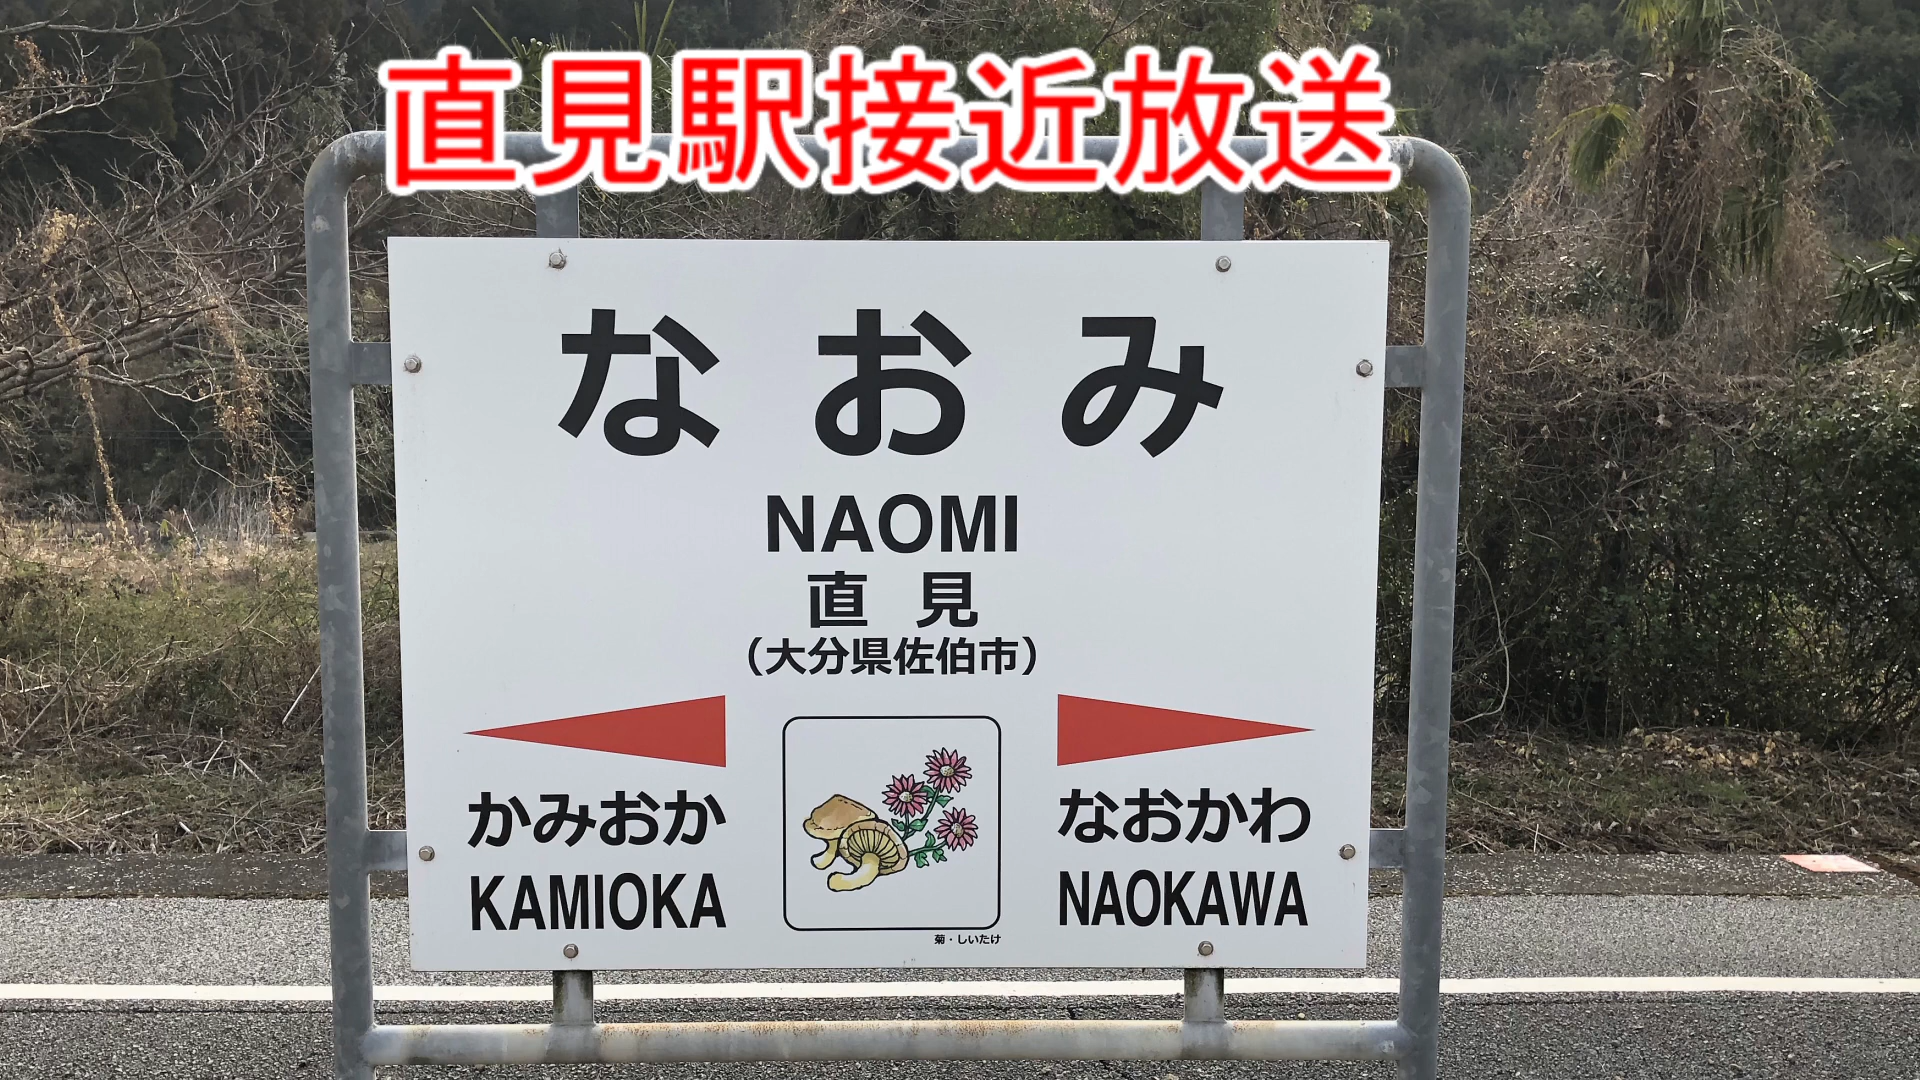 直見駅接近放送
なおみ
NAOMI
直見
(大分県佐伯市)
かみおか
なおかわ
KAMIOKA
NAOKAWA
菊・しいたけ